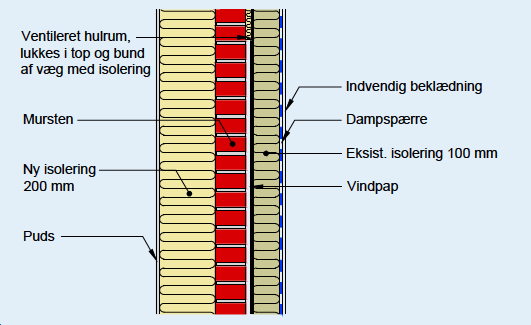 Ventileret hulrum,
lukkes i top og bund
af væg med isolering
Mursten
Ny isolering
200 mm
Puds
Indvendig beklædning
Dampspærre
Eksist. isolering 100 mm
Vindpap